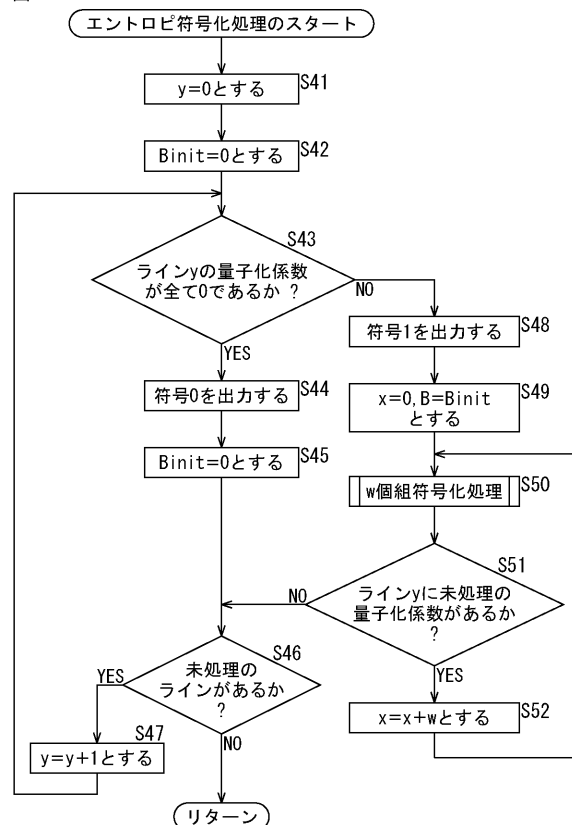 エントロピ符号化処理のスタート
y=0とする
S41
Binit=0とする
S42
S43
ラインyの量子化係数
が全て0であるか ?
NO
YES
符号0を出力する
S44
Binit=0とする
S45
符号1を出力する
S48
x=0,B=Binit
とする
S49
w個組符号化処理
S50
S51
ラインyに未処理の
量子化係数があるか
?
NO
YES
x=x+wとする
S52
S46
未処理の
ラインがあるか
?
YES
NO
S47
y=y+1とする
リターン